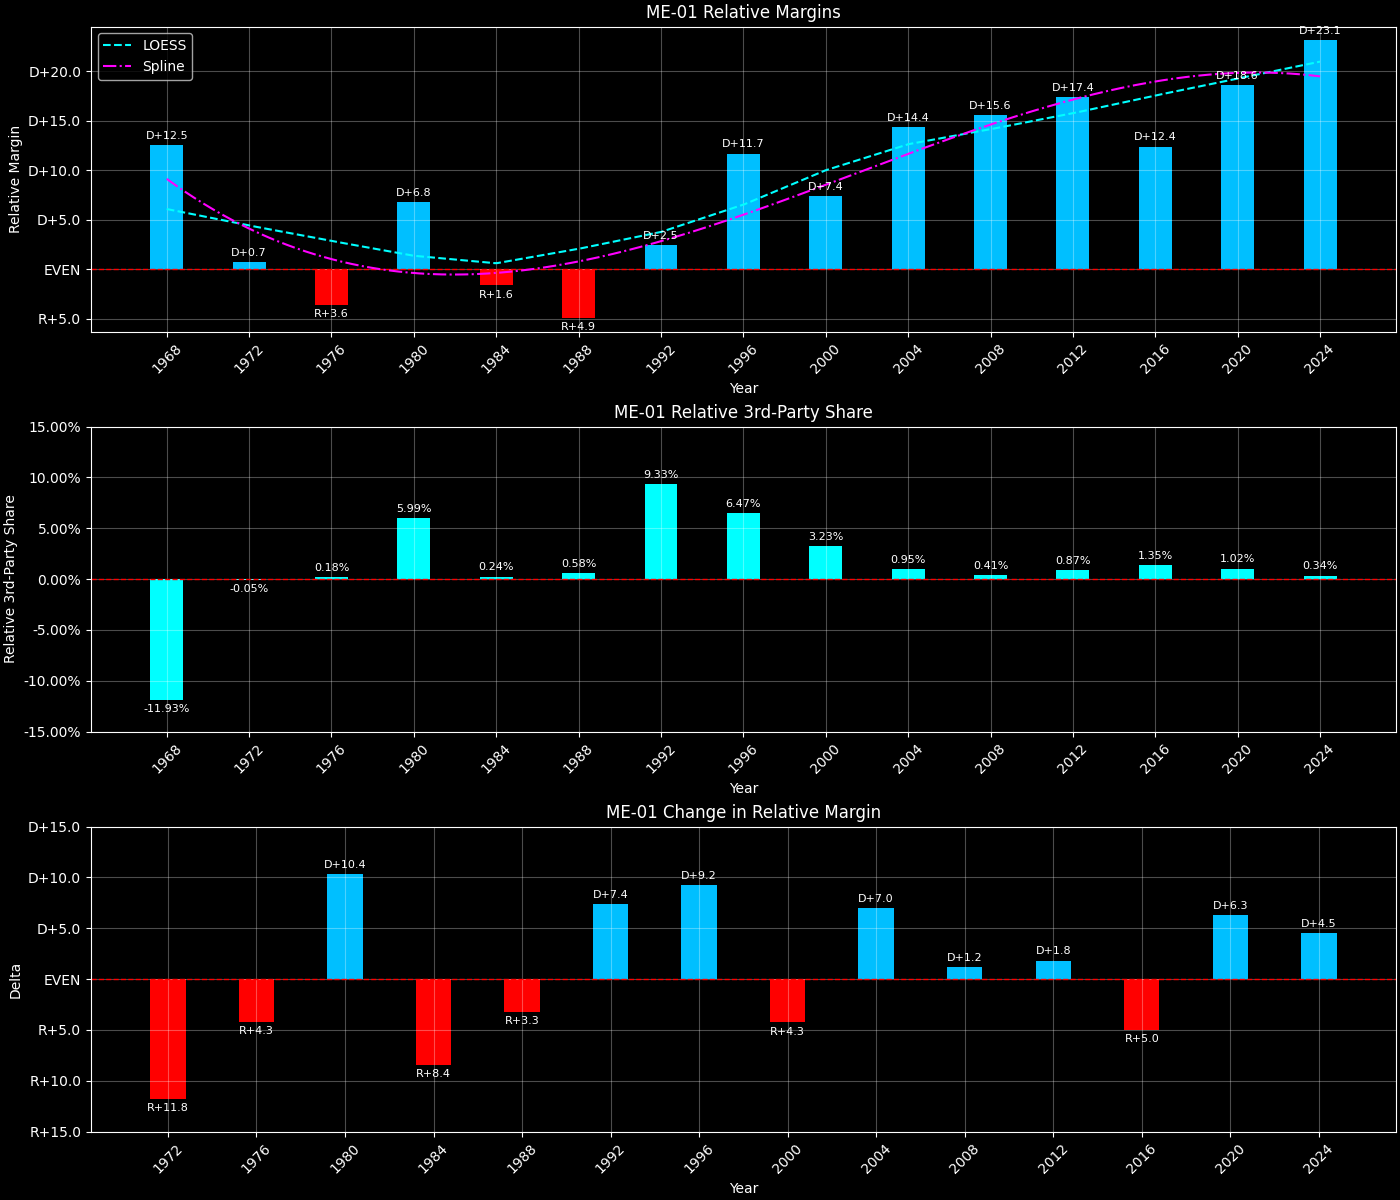 ME-01 Relative Margins
LOESS
Spline
Relative Margin
D+20.0
D+15.0
D+10.0
D+5.0
EVEN
R+5.0
D+12.5
D+0.7
R+3.6
D+6.8
R+1.6
R+4.9
D+2.5
D+11.7
D+7.4
D+14.4
D+15.6
D+17.4
D+12.4
D+18.6
D+23.1
1968
1972
1976
1980
1984
1988
1992
1996
2000
2004
2008
2012
2016
2020
2024
Year
ME-01 Relative 3rd-Party Share
Relative 3rd-Party Share
15.00%
10.00%
5.00%
0.00%
-5.00%
-10.00%
-15.00%
-11.93%
-0.05%
0.18%
5.99%
0.24%
0.58%
9.33%
6.47%
3.23%
0.95%
0.41%
0.87%
1.35%
1.02%
0.34%
1968
1972
1976
1980
1984
1988
1992
1996
2000
2004
2008
2012
2016
2020
2024
Year
ME-01 Change in Relative Margin
Delta
D+15.0
D+10.0
D+5.0
EVEN
R+5.0
R+10.0
R+15.0
R+11.8
R+4.3
D+10.4
R+8.4
R+3.3
D+7.4
D+9.2
R+4.3
D+7.0
D+1.2
D+1.8
R+5.0
D+6.3
D+4.5
1972
1976
1980
1984
1988
1992
1996
2000
2004
2008
2012
2016
2020
2024
Year